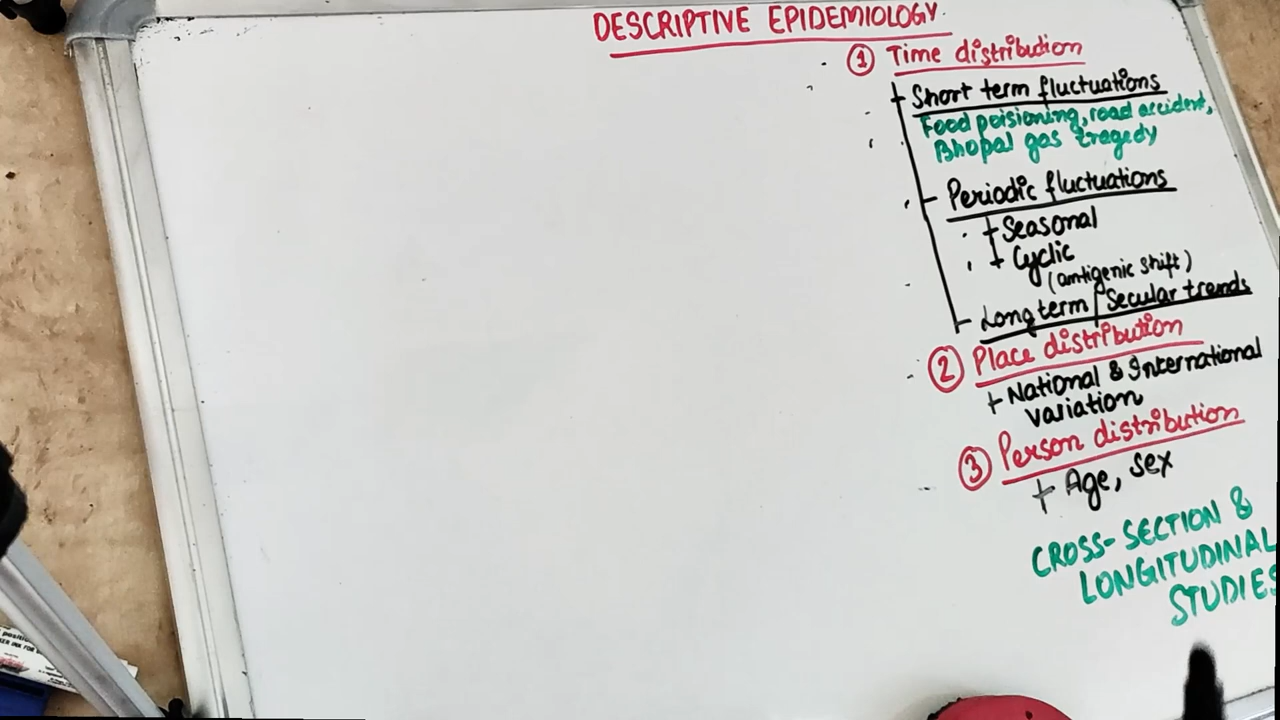 DESCRIPTIVE EPIDEMIOLOGY
① Time distribution
Short term fluctuations
Food poisioning, road accident,
Bhopal gas tragedy
Periodic fluctuations
Seasonal
Cyclic
(antigenic shift)
Long term / Secular trends
② Place distribution
National & International
variation
③ Person distribution
Age, Sex
CROSS-SECTION &
LONGITUDINAL
STUDIES